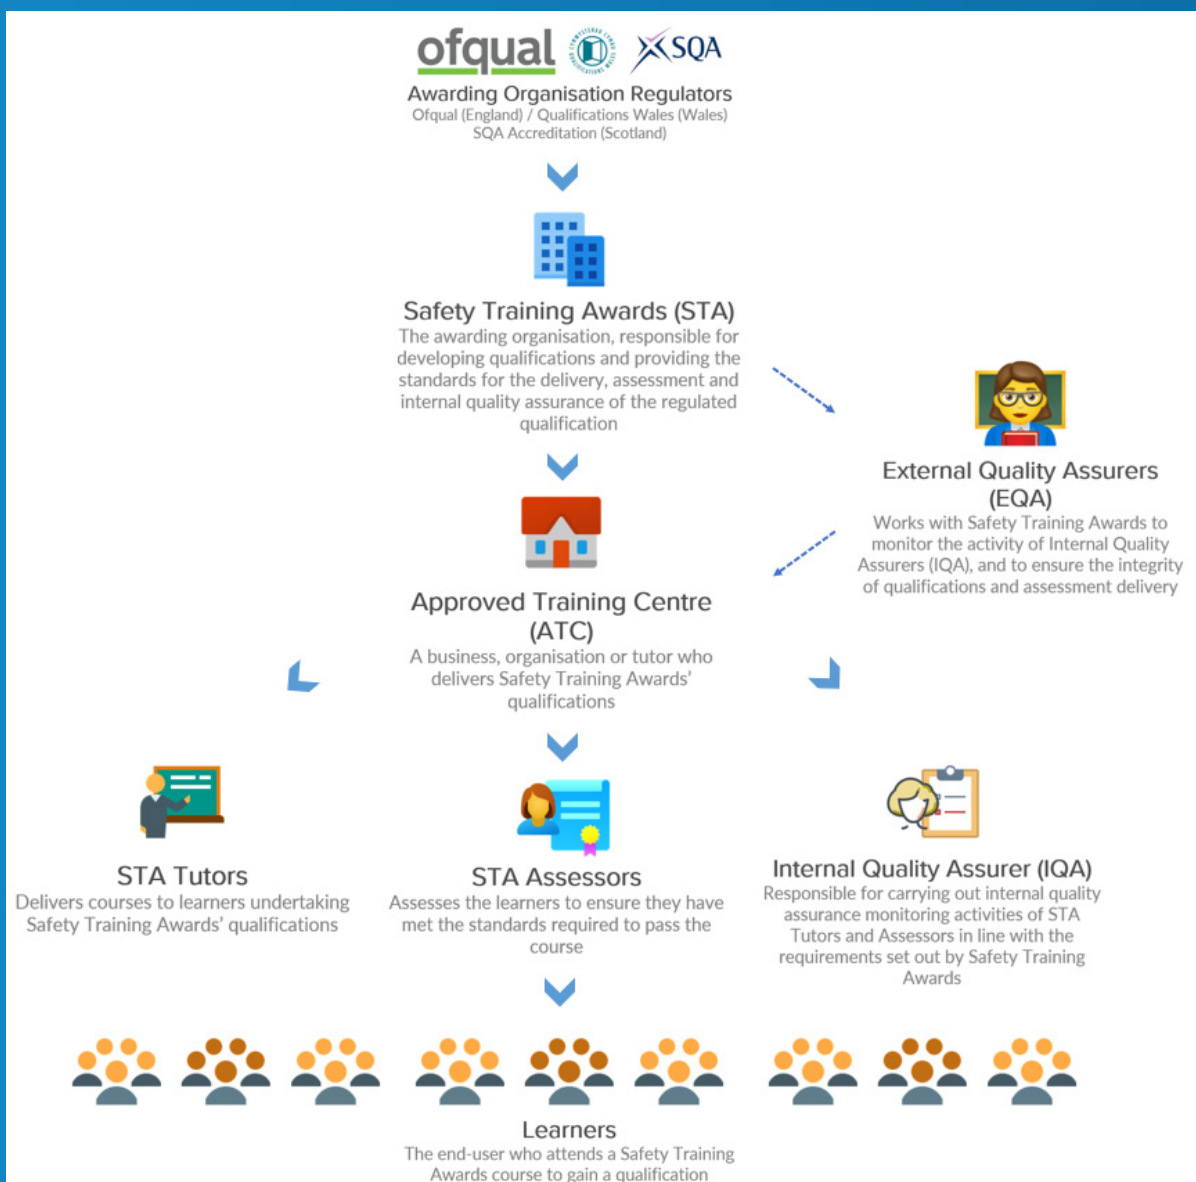 ofqual
SQA
Awarding Organisation Regulators
Ofqual (England) / Qualifications Wales (Wales)
SQA Accreditation (Scotland)
Safety Training Awards (STA)
The awarding organisation, responsible for
developing qualifications and providing the
standards for the delivery, assessment and
internal quality assurance of the regulated
qualification
External Quality Assurers
(EQA)
Works with Safety Training Awards to
monitor the activity of Internal Quality
Assurers (IQA), and to ensure the integrity
of qualifications and assessment delivery
Approved Training Centre
(ATC)
A business, organisation or tutor who
delivers Safety Training Awards'
qualifications
STA Tutors
Delivers courses to learners undertaking
Safety Training Awards' qualifications
STA Assessors
Assesses the learners to ensure they have
met the standards required to pass the
course
Internal Quality Assurer (IQA)
Responsible for carrying out internal quality
assurance monitoring activities of STA
Tutors and Assessors in line with the
requirements set out by Safety Training
Awards
Learners
The end-user who attends a Safety Training
Awards course to gain a qualification